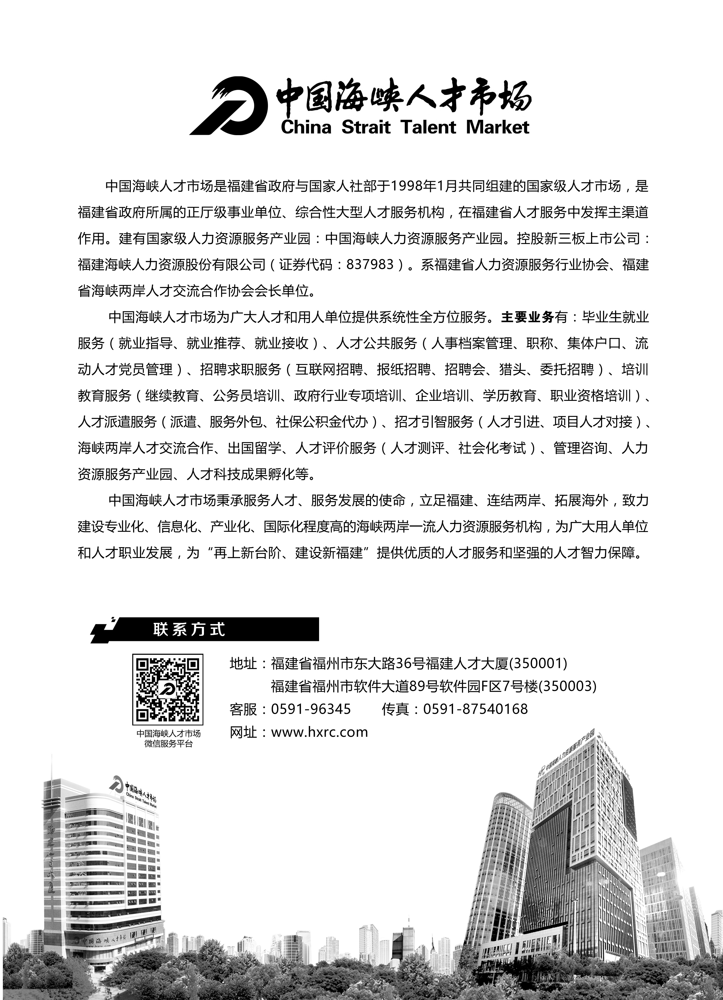 中国海峡人才市场
China Strait Talent Market
中国海峡人才市场是福建省政府与国家人社部于1998年1月共同组建的国家级人才市场，是
福建省政府所属的正厅级事业单位、综合性大型人才服务机构，在福建省人才服务中发挥主渠道
作用。建有国家级人力资源服务产业园：中国海峡人力资源服务产业园。控股新三板上市公司：
福建海峡人力资源股份有限公司（证券代码：837983）。系福建省人力资源服务行业协会、福建
省海峡两岸人才交流合作协会会长单位。
中国海峡人才市场为广大人才和用人单位提供系统性全方位服务。主要业务有：毕业生就业
服务（就业指导、就业推荐、就业接收）、人才公共服务（人事档案管理、职称、集体户口、流
动人才党员管理）、招聘求职服务（互联网招聘、报纸招聘、招聘会、猎头、委托招聘）、培训
教育服务（继续教育、公务员培训、政府行业专项培训、企业培训、学历教育、职业资格培训）、
人才派遣服务（派遣、服务外包、社保公积金代办）、招才引智服务（人才引进、项目人才对接）、
海峡两岸人才交流合作、出国留学、人才评价服务（人才测评、社会化考试）、管理咨询、人力
资源服务产业园、人才科技成果孵化等。
中国海峡人才市场秉承服务人才、服务发展的使命，立足福建、连结两岸、拓展海外，致力
建设专业化、信息化、产业化、国际化程度高的海峡两岸一流人力资源服务机构，为广大用人单位
和人才职业发展，为“再上新台阶、建设新福建”提供优质的人才服务和坚强的人才智力保障。
联系方式
地址：福建省福州市东大路36号福建人才大厦(350001)
福建省福州市软件大道89号软件园F区7号楼(350003)
客服：0591-96345 传真：0591-87540168
网址：www.hxrc.com
中国海峡人才市场
微信服务平台
中国海峡人力资源服务产业园
中国海峡人才市场
中国海峡人才市场
China Strait Talent Market
福建人才大厦
中国海峡人才市场
www.hxrc.com